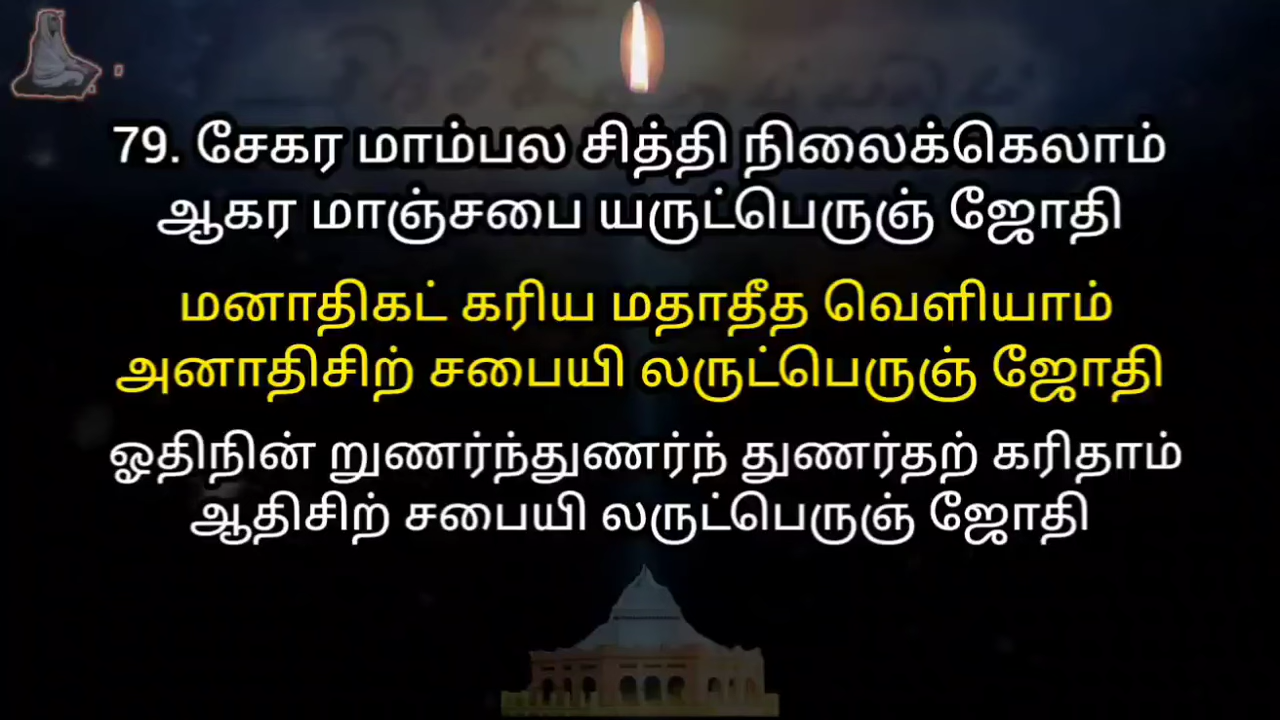 79. சேகர மாம்பல சித்தி நிலைக்கெலாம்
ஆகர மாஞ்சபை யருட்பெருஞ் ஜோதி
மனாதிகட் கரிய மதாதீத வெளியாம்
அனாதிசிற் சபையி லருட்பெருஞ் ஜோதி
ஓதிநின் றுணர்ந்துணர்ந் துணர்தற் கரிதாம்
ஆதிசிற் சபையி லருட்பெருஞ் ஜோதி